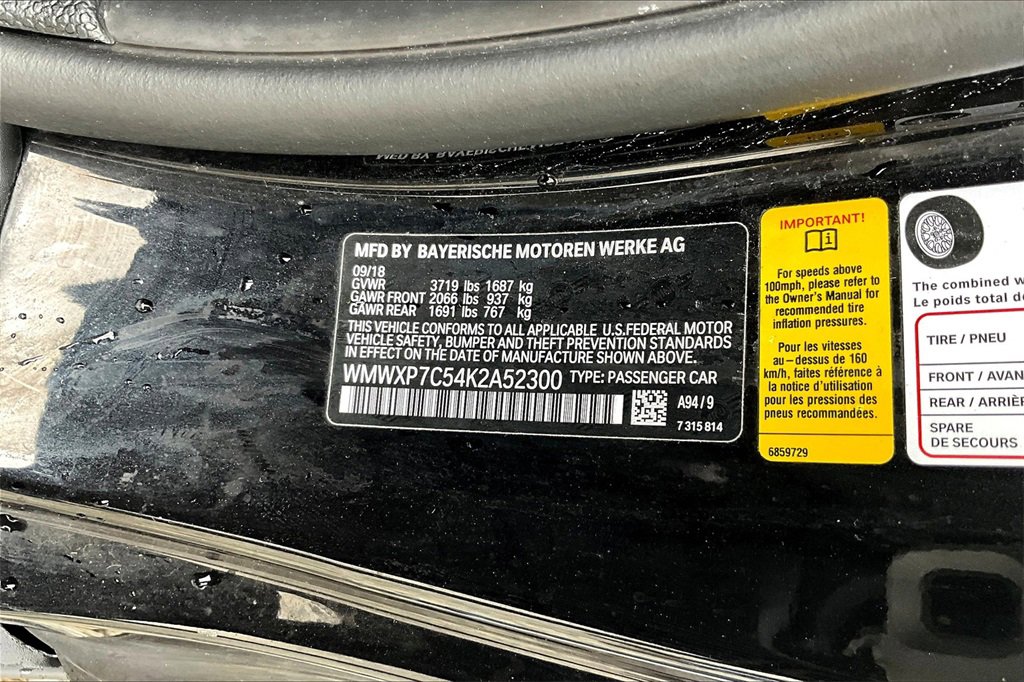 MFD BY BAYERISCHE MOTOREN WERKE AG
09/18
GVWR 3719 lbs 1687 kg
GAWR FRONT 2066 lbs 937 kg
GAWR REAR 1691 lbs 767 kg
THIS VEHICLE CONFORMS TO ALL APPLICABLE U.S.FEDERAL MOTOR
VEHICLE SAFETY, BUMPER AND THEFT PREVENTION STANDARDS
IN EFFECT ON THE DATE OF MANUFACTURE SHOWN ABOVE.
WMWXP7C54K2A52300 TYPE: PASSENGER CAR
A94/9
7 315 814
IMPORTANT!
For speeds above
100mph, please refer to
the Owner's Manual for
recommended tire
inflation pressures.
Pour les vitesses
au-dessus de 160
km/h, faites référence à
la notice d'utilisation
pour les pressions des
pneus recommandées.
6859729
The combined w
Le poids total de
TIRE / PNEU
FRONT / AVAN
REAR / ARRIÈR
SPARE
DE SECOURS
MFD BY BAYERISCHE